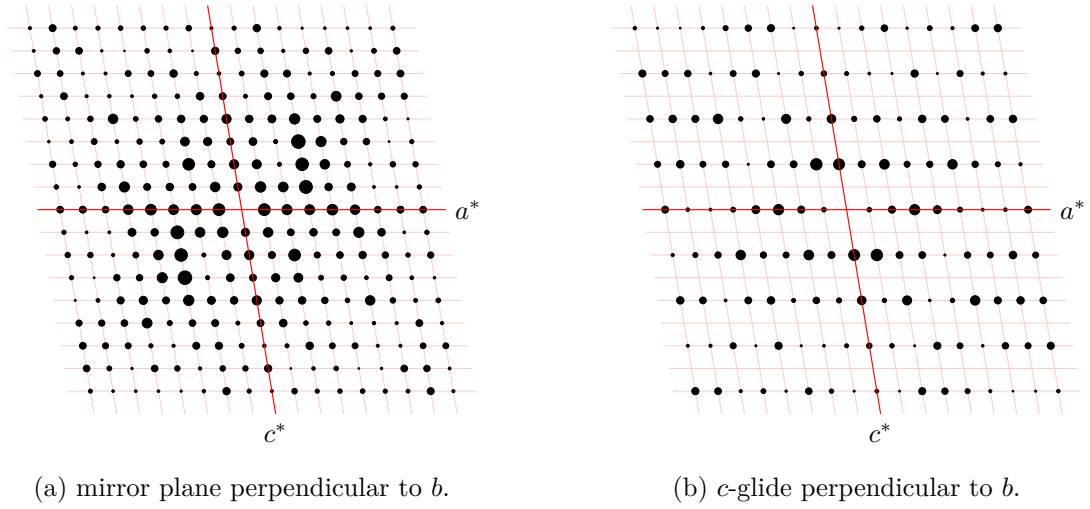 a*
c*
(a) mirror plane perpendicular to b.
a*
c*
(b) c-glide perpendicular to b.